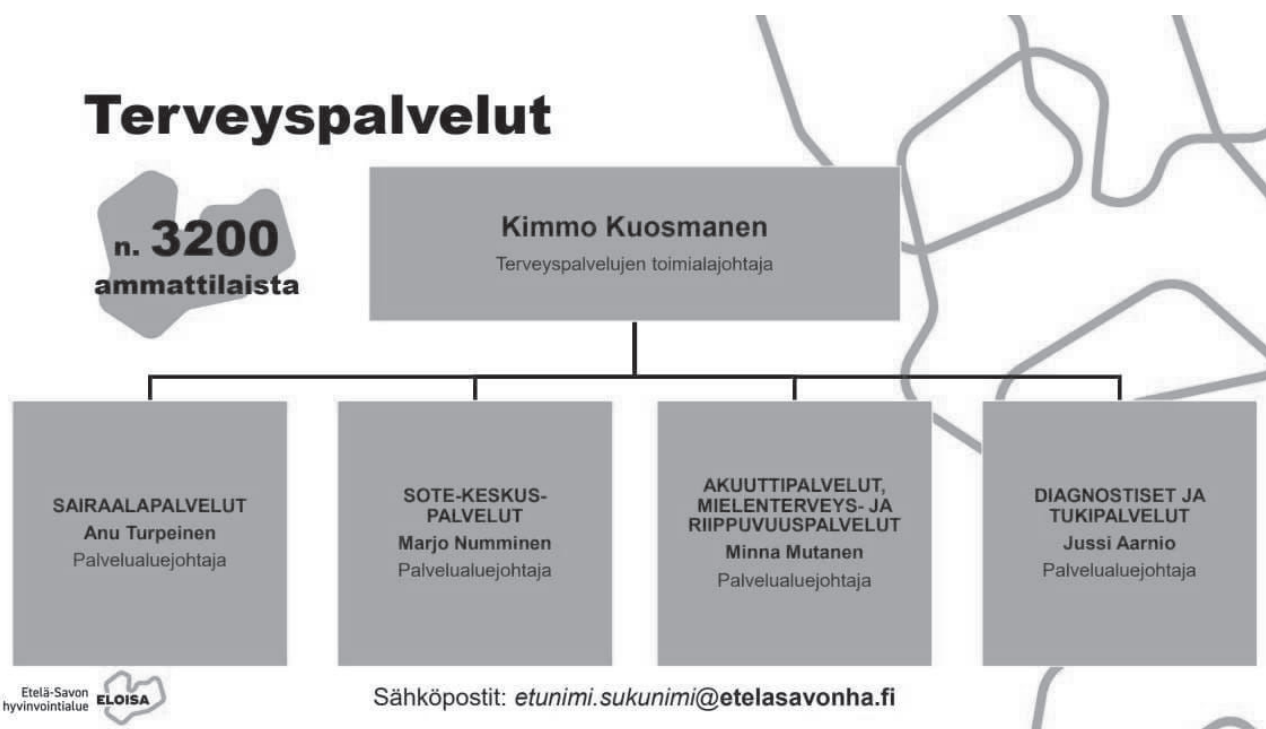 Terveyspalvelut
n. 3200
ammattilaista
Kimmo Kuosmanen
Terveyspalvelujen toimialajohtaja
SAIRAALAPALVELUT
Anu Turpeinen
Palvelualuejohtaja
SOTE-KESKUS-
PALVELUT
Marjo Numminen
Palvelualuejohtaja
AKUUTTIPALVELUT,
MIELENTERVEYS- JA
RIIPPUVUUSPALVELUT
Minna Mutanen
Palvelualuejohtaja
DIAGNOSTISET JA
TUKIPALVELUT
Jussi Aarnio
Palvelualuejohtaja
Etelä-Savon
hyvinvointialue
ELOISA
Sähköpostit: etunimi.sukunimi@etelasavonha.fi